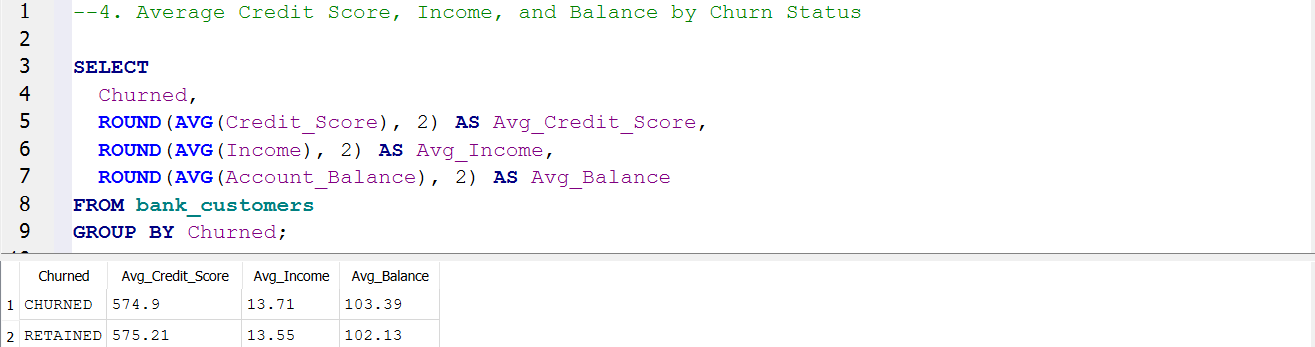 1 --4. Average Credit Score, Income, and Balance by Churn Status
2
3 SELECT
4 Churned,
5 ROUND(AVG(Credit_Score), 2) AS Avg_Credit_Score,
6 ROUND(AVG(Income), 2) AS Avg_Income,
7 ROUND(AVG(Account_Balance), 2) AS Avg_Balance
8 FROM bank_customers
9 GROUP BY Churned;
Churned Avg_Credit_Score Avg_Income Avg_Balance
1 CHURNED 574.9 13.71 103.39
2 RETAINED 575.21 13.55 102.13